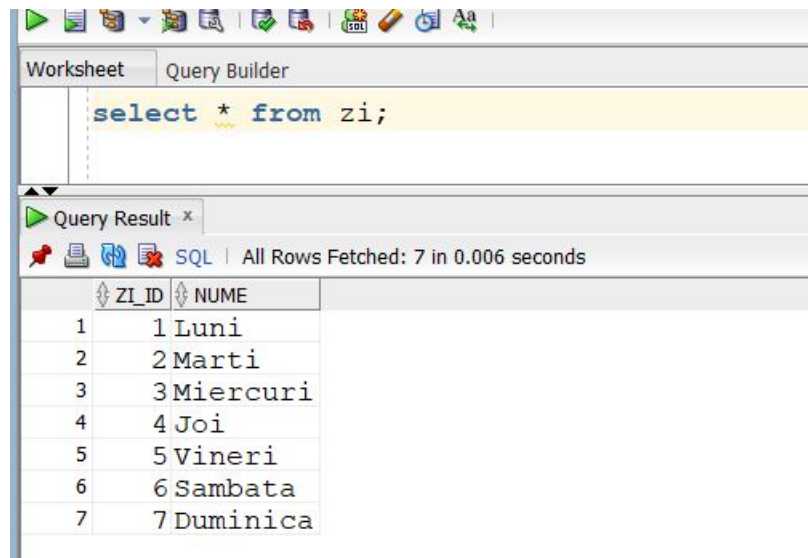 SQL Aa
Worksheet Query Builder
select * from zi;
Query Result x
SQL | All Rows Fetched: 7 in 0.006 seconds
ZI_ID NUME
1 1 Luni
2 2 Marti
3 3 Miercuri
4 4 Joi
5 5 Vineri
6 6 Sambata
7 7 Duminica